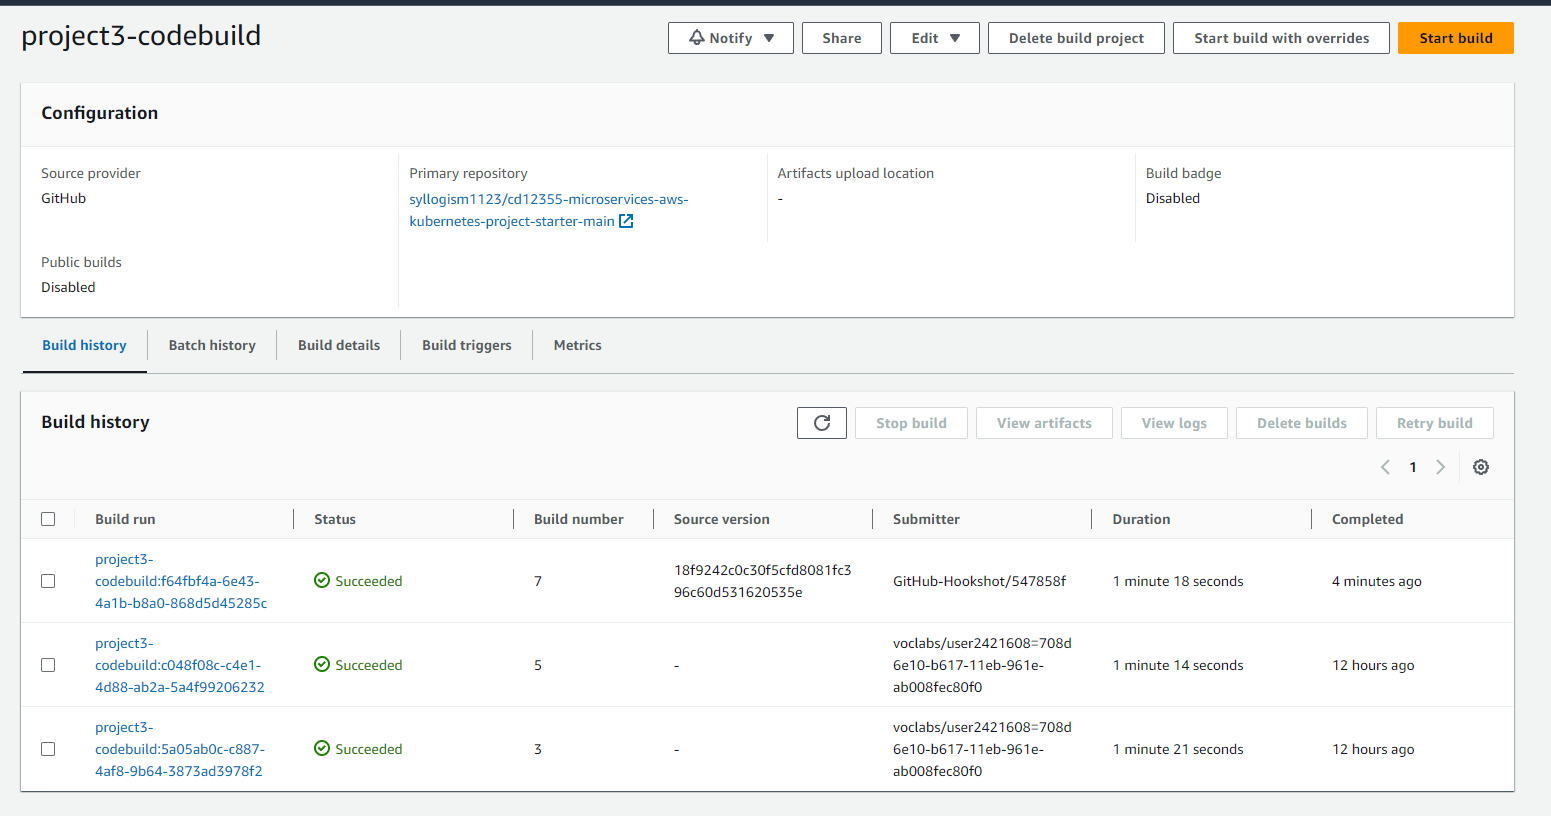 project3-codebuild
Notify
Share
Edit
Delete build project
Start build with overrides
Start build
Configuration
Source provider
GitHub
Primary repository
syllogism1123/cd12355-microservices-aws-
kubernetes-project-starter-main
Artifacts upload location
-
Build badge
Disabled
Public builds
Disabled
Build history
Batch history
Build details
Build triggers
Metrics
Build history
Stop build
View artifacts
View logs
Delete builds
Retry build
1
Build run
Status
Build number
Source version
Submitter
Duration
Completed
project3-
codebuild:f64fbf4a-6e43-
4a1b-b8a0-868d5d45285c
Succeeded
7
18f9242c0c30f5cfd8081fc3
96c60d531620535e
GitHub-Hookshot/547858f
1 minute 18 seconds
4 minutes ago
project3-
codebuild:c048f08c-c4e1-
4d88-ab2a-5a4f99206232
Succeeded
5
-
voclabs/user2421608=708d
6e10-b617-11eb-961e-
ab008fec80f0
1 minute 14 seconds
12 hours ago
project3-
codebuild:5a05ab0c-c887-
4af8-9b64-3873ad3978f2
Succeeded
3
-
voclabs/user2421608=708d
6e10-b617-11eb-961e-
ab008fec80f0
1 minute 21 seconds
12 hours ago